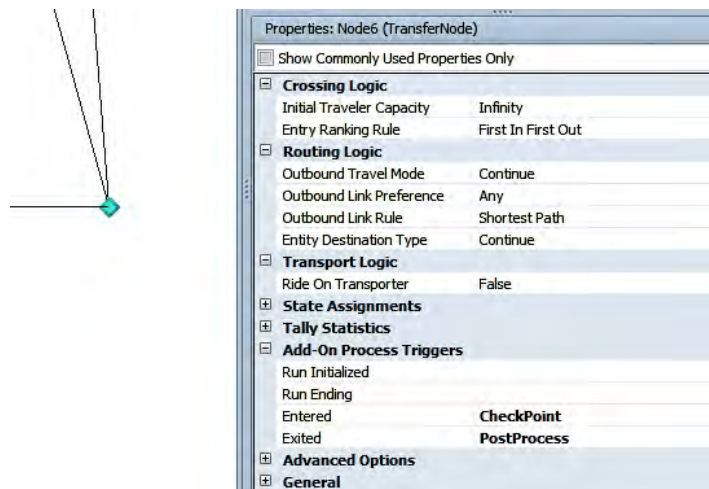 Properties: Node6 (TransferNode)
Show Commonly Used Properties Only
Crossing Logic
Initial Traveler Capacity Infinity
Entry Ranking Rule First In First Out
Routing Logic
Outbound Travel Mode Continue
Outbound Link Preference Any
Outbound Link Rule Shortest Path
Entity Destination Type Continue
Transport Logic
Ride On Transporter False
State Assignments
Tally Statistics
Add-On Process Triggers
Run Initialized
Run Ending
Entered CheckPoint
Exited PostProcess
Advanced Options
General